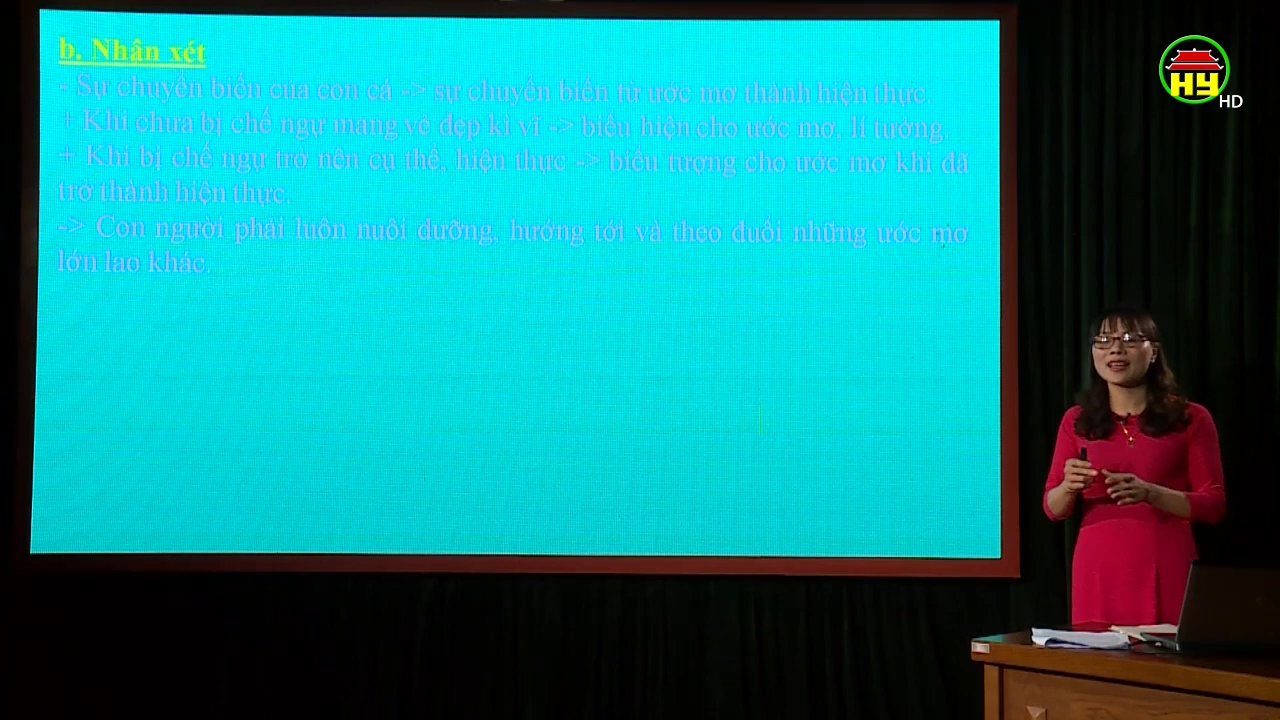 b. Nhận xét
- Sự chuyển biến của con cá -> sự chuyển biến từ ước mơ thành hiện thực
+ Khi chưa bị chế ngự mang vẻ đẹp kì vĩ -> biểu hiện cho ước mơ, lí tưởng.
+ Khi bị chế ngự trở nên cụ thể, hiện thực -> biểu tượng cho ước mơ khi đã
trở thành hiện thực.
-> Con người phải luôn nuôi dưỡng, hướng tới và theo đuổi những ước mơ
lớn lao khác.
HY
HD